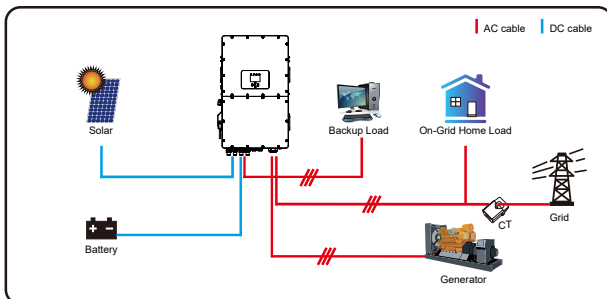 AC cable
DC cable
Solar
Backup Load
On-Grid Home Load
CT
Grid
Battery
Generator